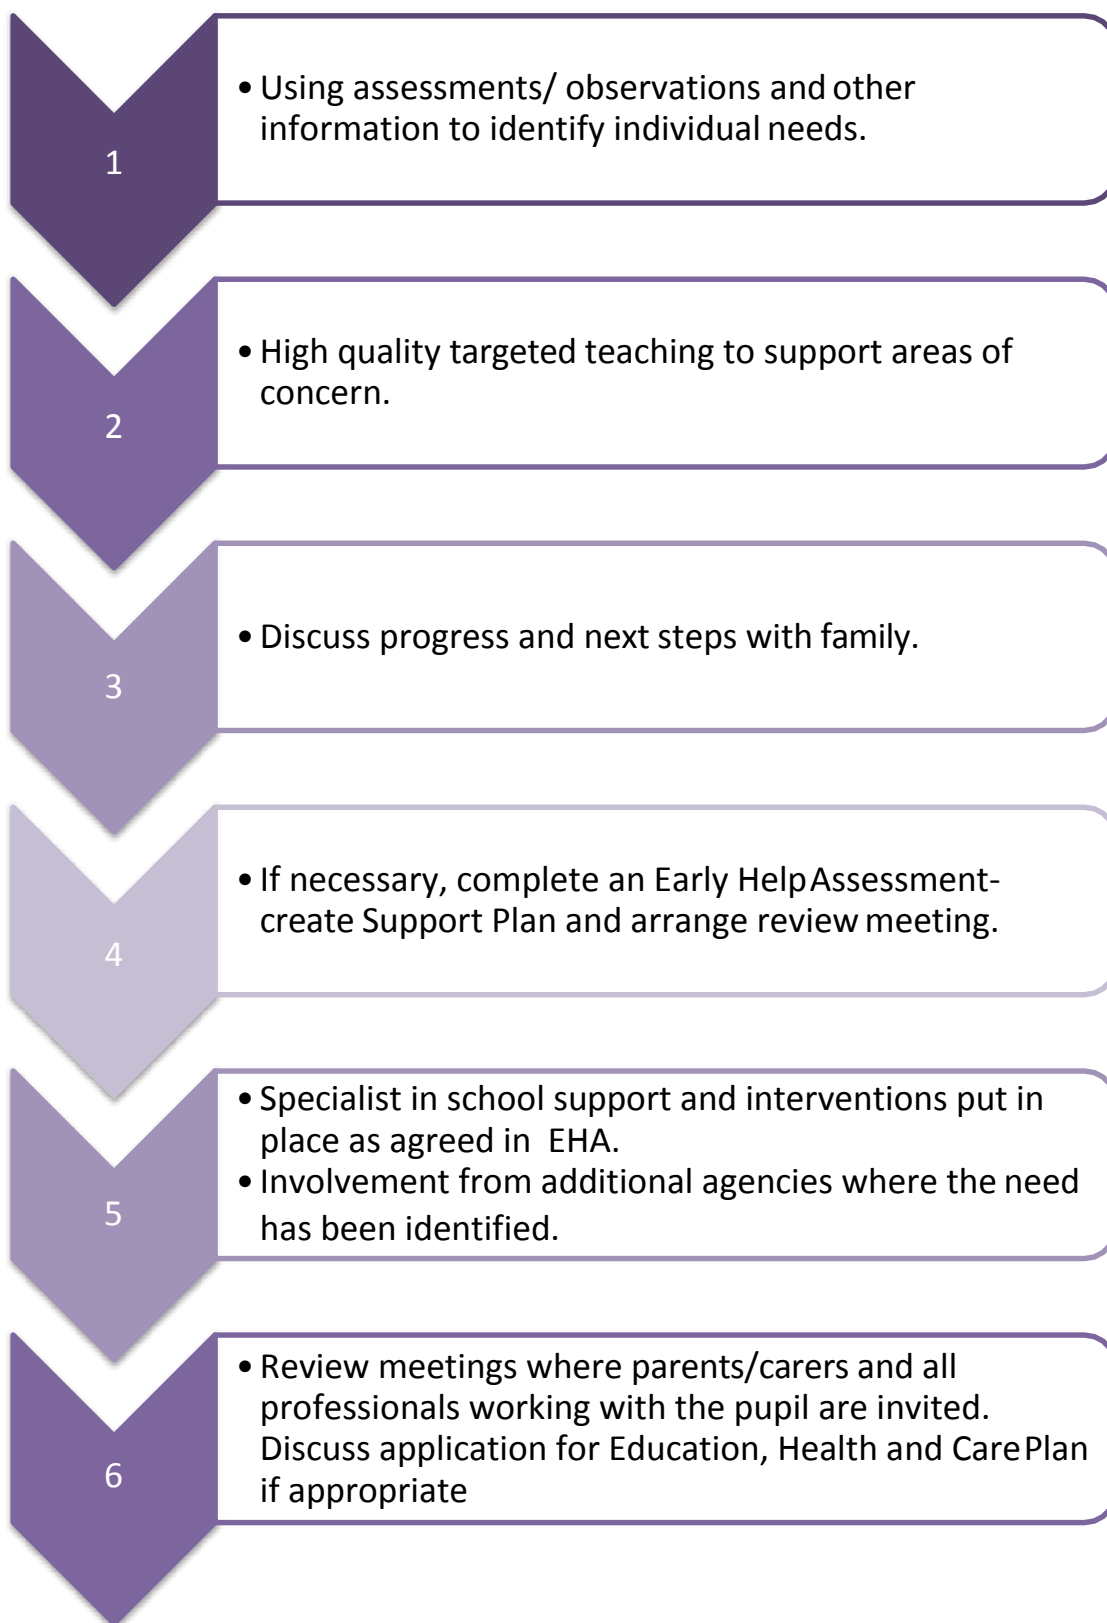 1
• Using assessments/ observations and other
information to identify individual needs.
2
• High quality targeted teaching to support areas of
concern.
3
• Discuss progress and next steps with family.
4
• If necessary, complete an Early Help Assessment-
create Support Plan and arrange review meeting.
5
• Specialist in school support and interventions put in
place as agreed in EHA.
• Involvement from additional agencies where the need
has been identified.
6
• Review meetings where parents/carers and all
professionals working with the pupil are invited.
Discuss application for Education, Health and Care Plan
if appropriate